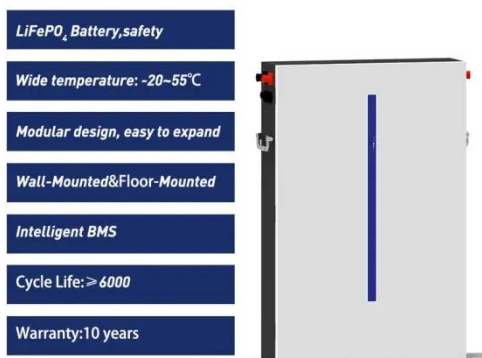 LiFePO₄ Battery,safety
Wide temperature: -20~55℃
Modular design, easy to expand
Wall-Mounted&Floor-Mounted
Intelligent BMS
Cycle Life:≥6000
Warranty:10 years